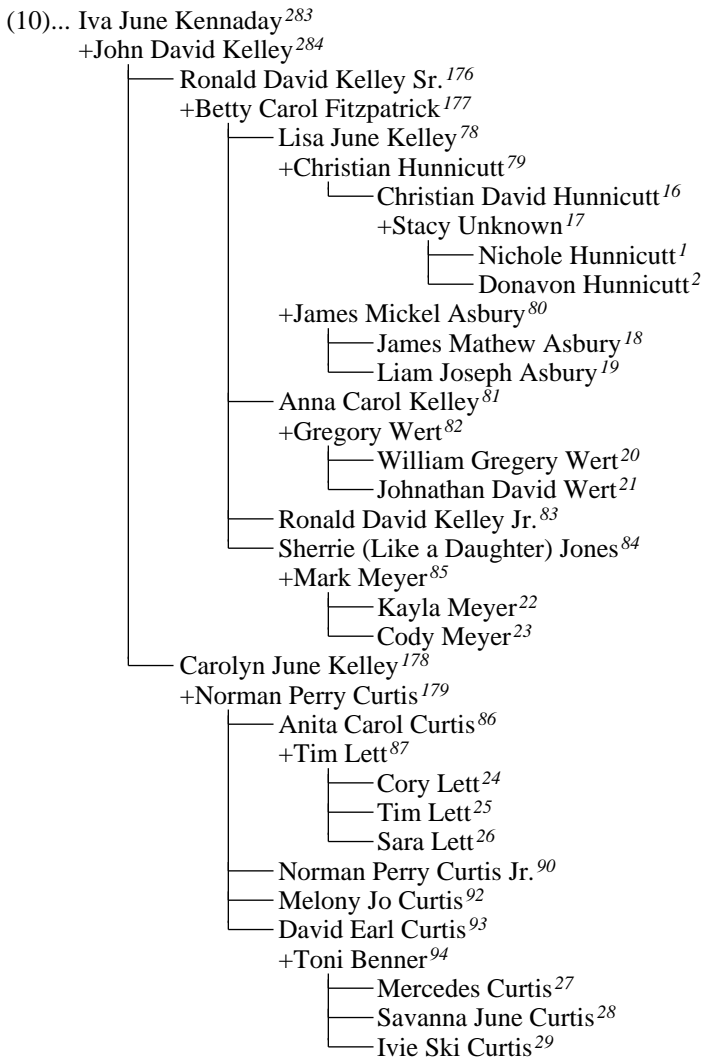 (10)... Iva June Kennaday283
+John David Kelley284
Ronald David Kelley Sr.176
+Betty Carol Fitzpatrick177
Lisa June Kelley78
+Christian Hunnicutt79
Christian David Hunnicutt16
+Stacy Unknown17
Nichole Hunnicutt1
Donavon Hunnicutt2
+James Mickel Asbury80
James Mathew Asbury18
Liam Joseph Asbury19
Anna Carol Kelley81
+Gregory Wert82
William Gregery Wert20
Johnathan David Wert21
Ronald David Kelley Jr.83
Sherrie (Like a Daughter) Jones84
+Mark Meyer85
Kayla Meyer22
Cody Meyer23
Carolyn June Kelley178
+Norman Perry Curtis179
Anita Carol Curtis86
+Tim Lett87
Cory Lett24
Tim Lett25
Sara Lett26
Norman Perry Curtis Jr.90
Melony Jo Curtis92
David Earl Curtis93
+Toni Benner94
Mercedes Curtis27
Savanna June Curtis28
Ivie Ski Curtis29